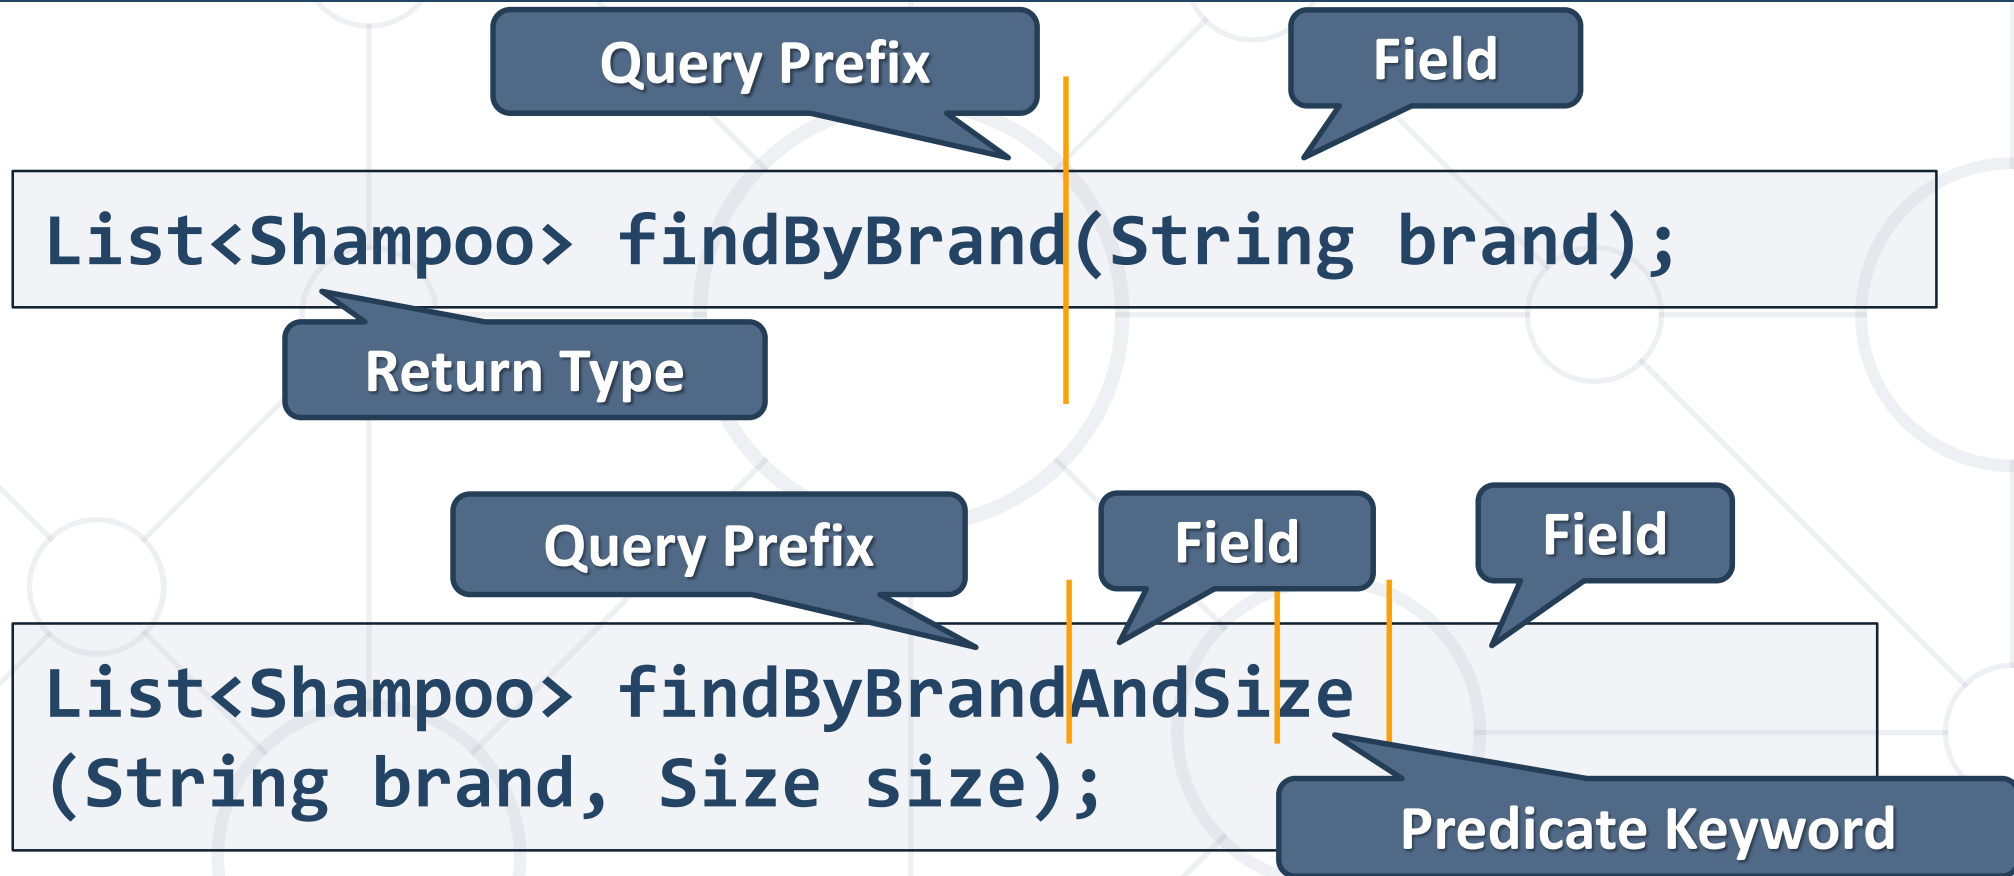 Query Prefix
Field
List<Shampoo> findByBrand(String brand);
Return Type
Query Prefix
Field
Field
List<Shampoo> findByBrandAndSize
(String brand, Size size);
Predicate Keyword